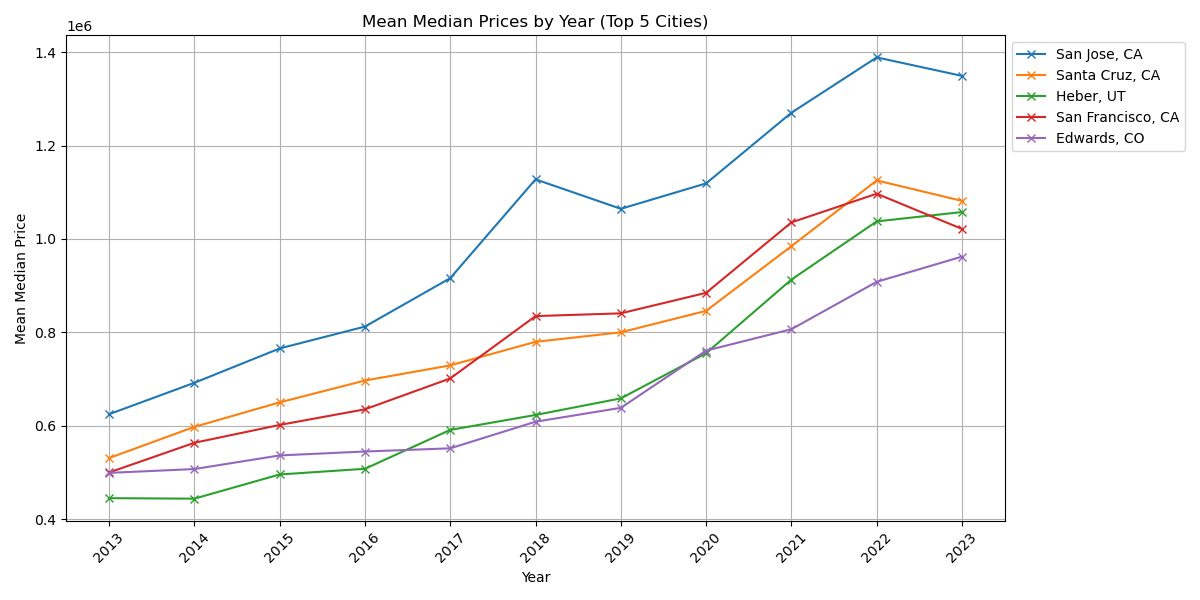 Mean Median Prices by Year (Top 5 Cities)
1e6
1.4
1.2
1.0
0.8
0.6
0.4
Mean Median Price
2013
2014
2015
2016
2017
2018
2019
2020
2021
2022
2023
Year
San Jose, CA
Santa Cruz, CA
Heber, UT
San Francisco, CA
Edwards, CO